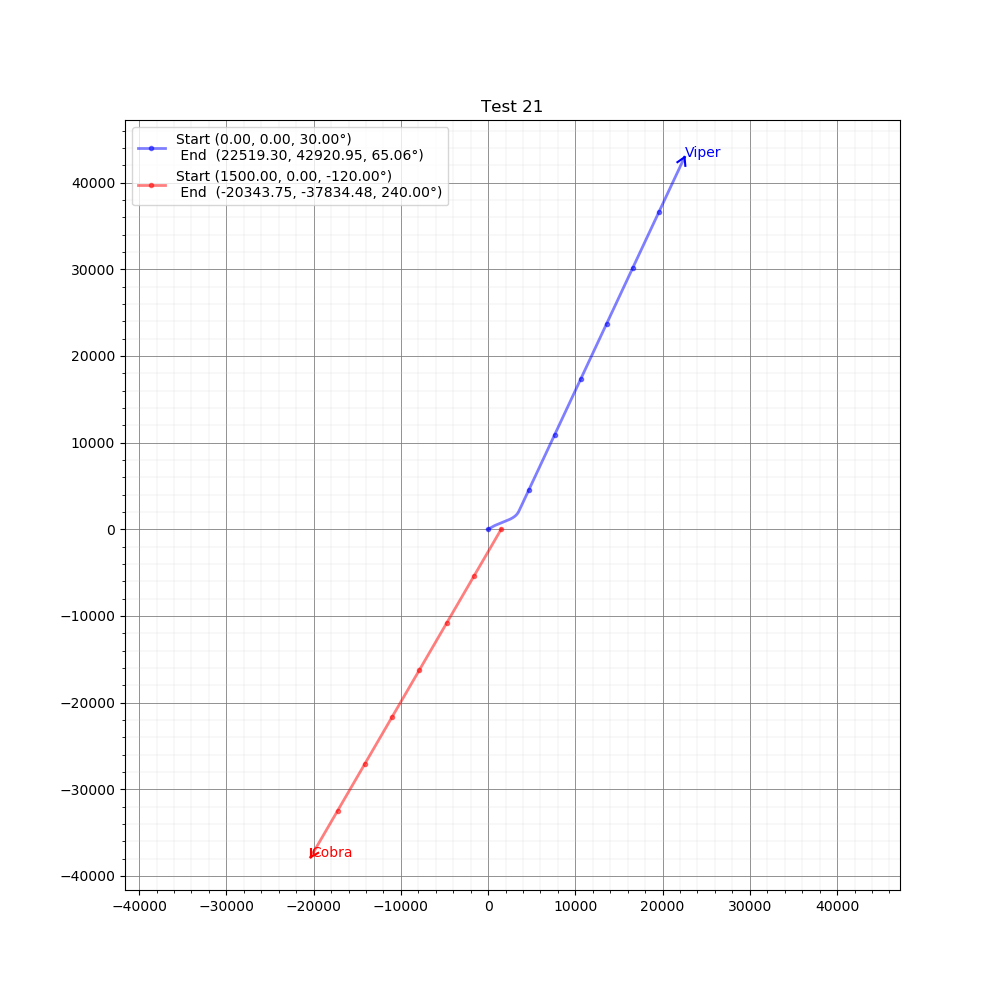 Test 21
Start (0.00, 0.00, 30.00°)
End  (22519.30, 42920.95, 65.06°)
Start (1500.00, 0.00, -120.00°)
End  (-20343.75, -37834.48, 240.00°)
Viper
40000
30000
20000
10000
0
−10000
−20000
−30000
Cobra
−40000
−40000 −30000 −20000 −10000 0 10000 20000 30000 40000